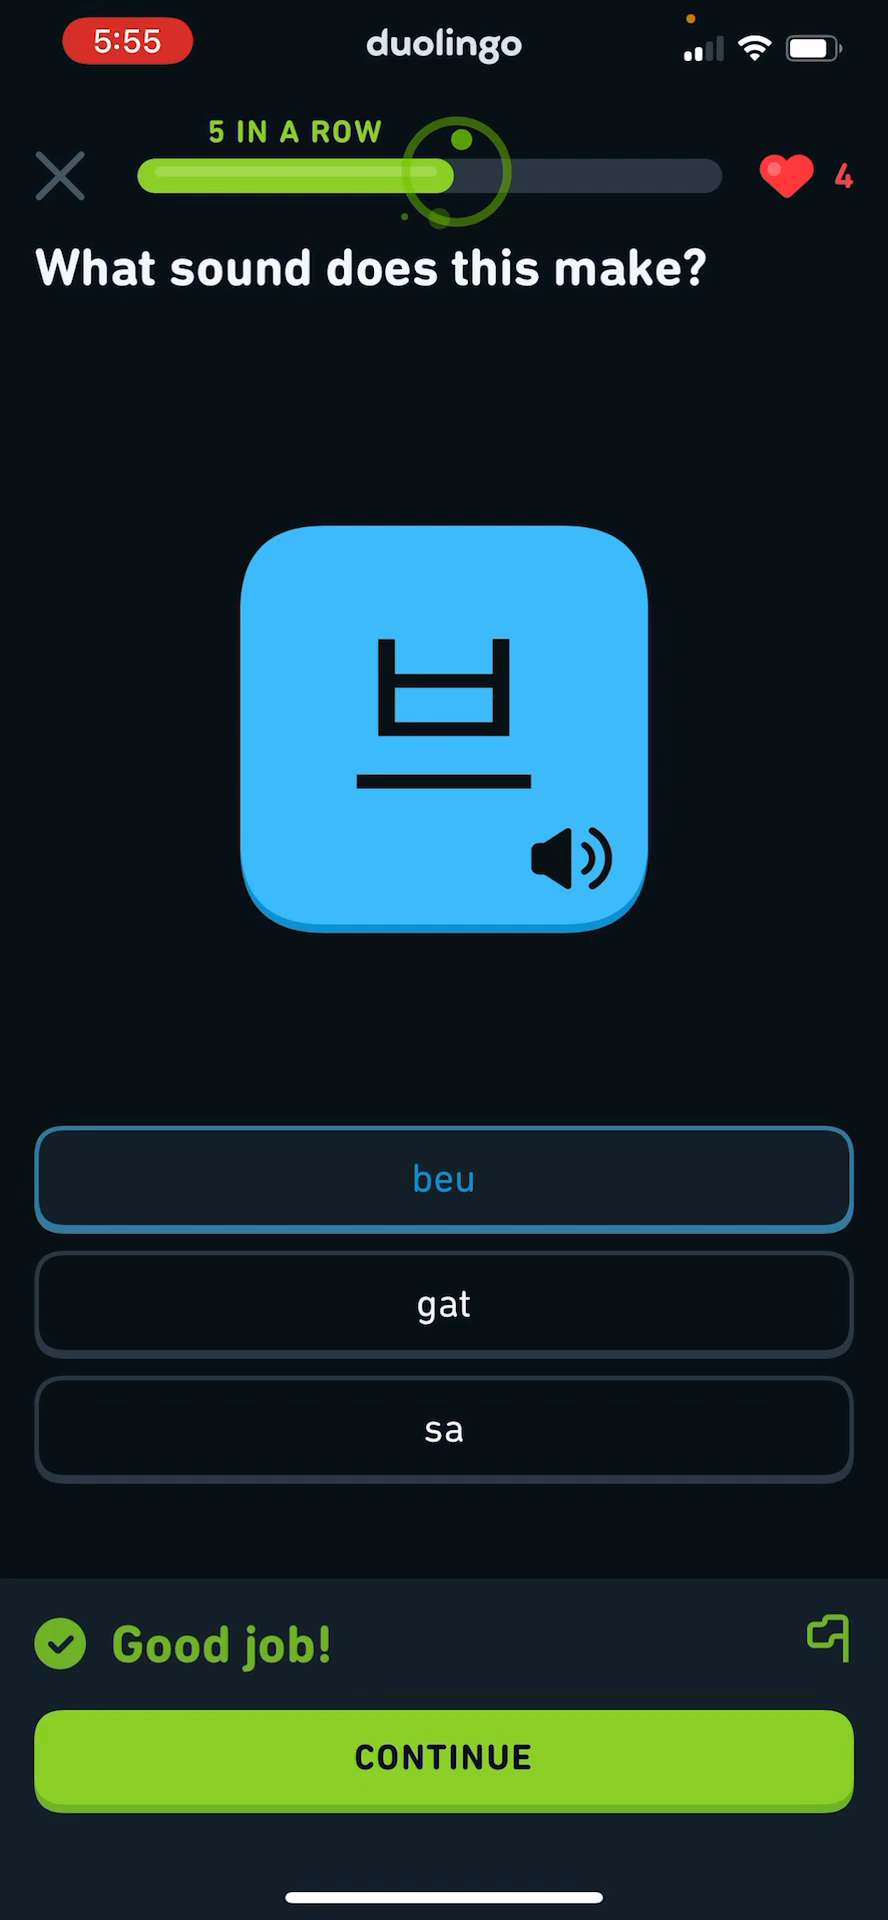 5:55
duolingo
5 IN A ROW
4
What sound does this make?
브
beu
gat
sa
Good job!
CONTINUE